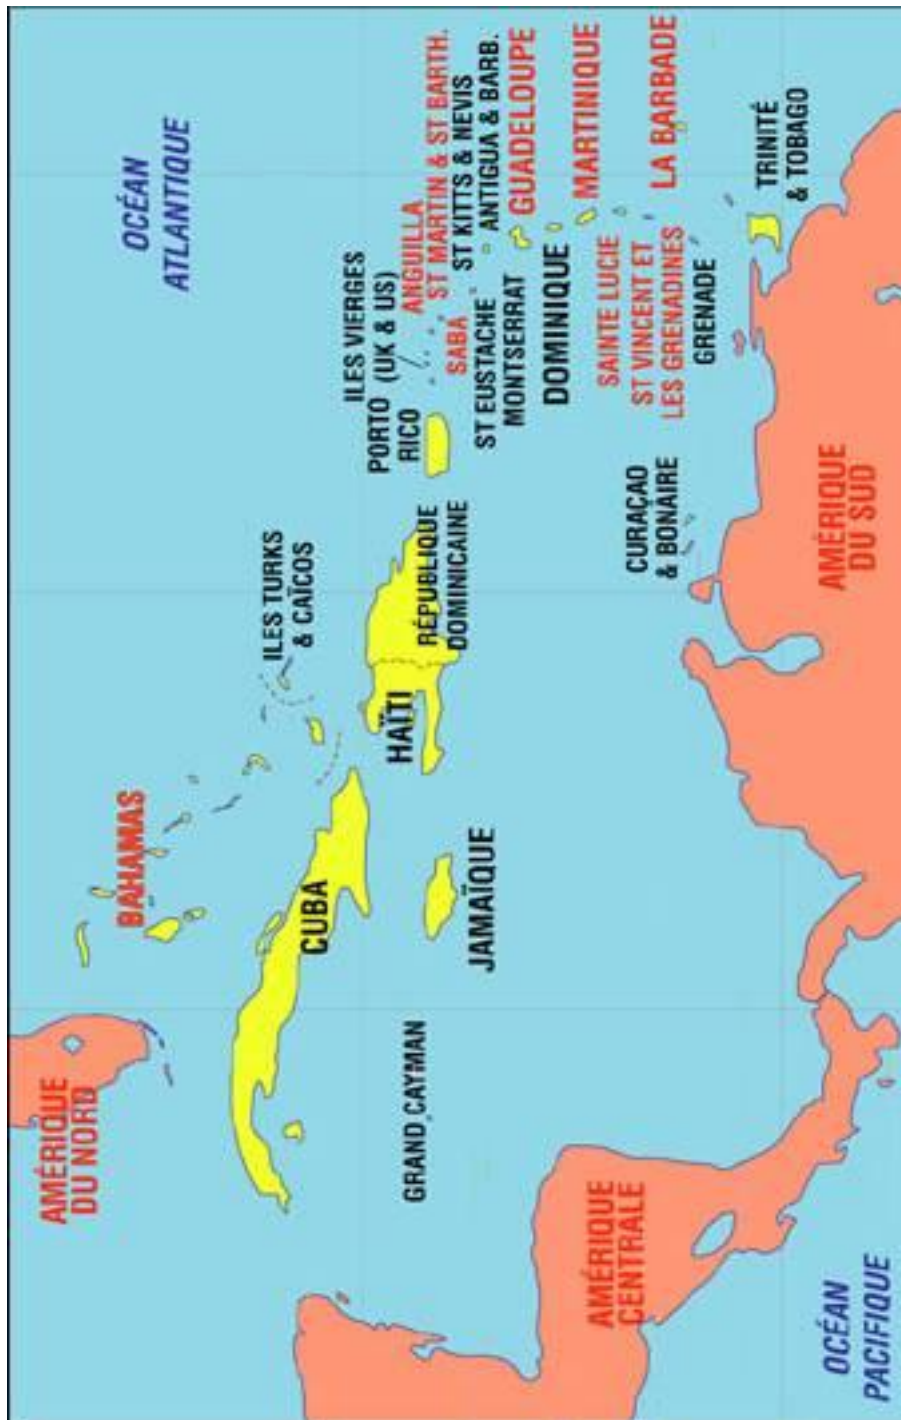 OCÉAN
ATLANTIQUE
AMÉRIQUE
DU NORD
BAHAMAS
ILES TURKS
& CAÏCOS
CUBA
ILES VIERGES
(UK & US)
PORTO
RICO
ANGUILLA
ST MARTIN & ST BARTH.
SABA
ST KITTS & NEVIS
ST EUSTACHE
ANTIGUA & BARB.
MONTSERRAT
GUADELOUPE
HAÏTI
RÉPUBLIQUE
DOMINICAINE
GRAND CAYMAN
JAMAÏQUE
DOMINIQUE
MARTINIQUE
SAINTE LUCIE
ST VINCENT ET
LES GRENADINES
LA BARBADE
GRENADE
CURAÇAO
& BONAIRE
TRINITÉ
& TOBAGO
AMÉRIQUE
CENTRALE
AMÉRIQUE
DU SUD
OCÉAN
PACIFIQUE